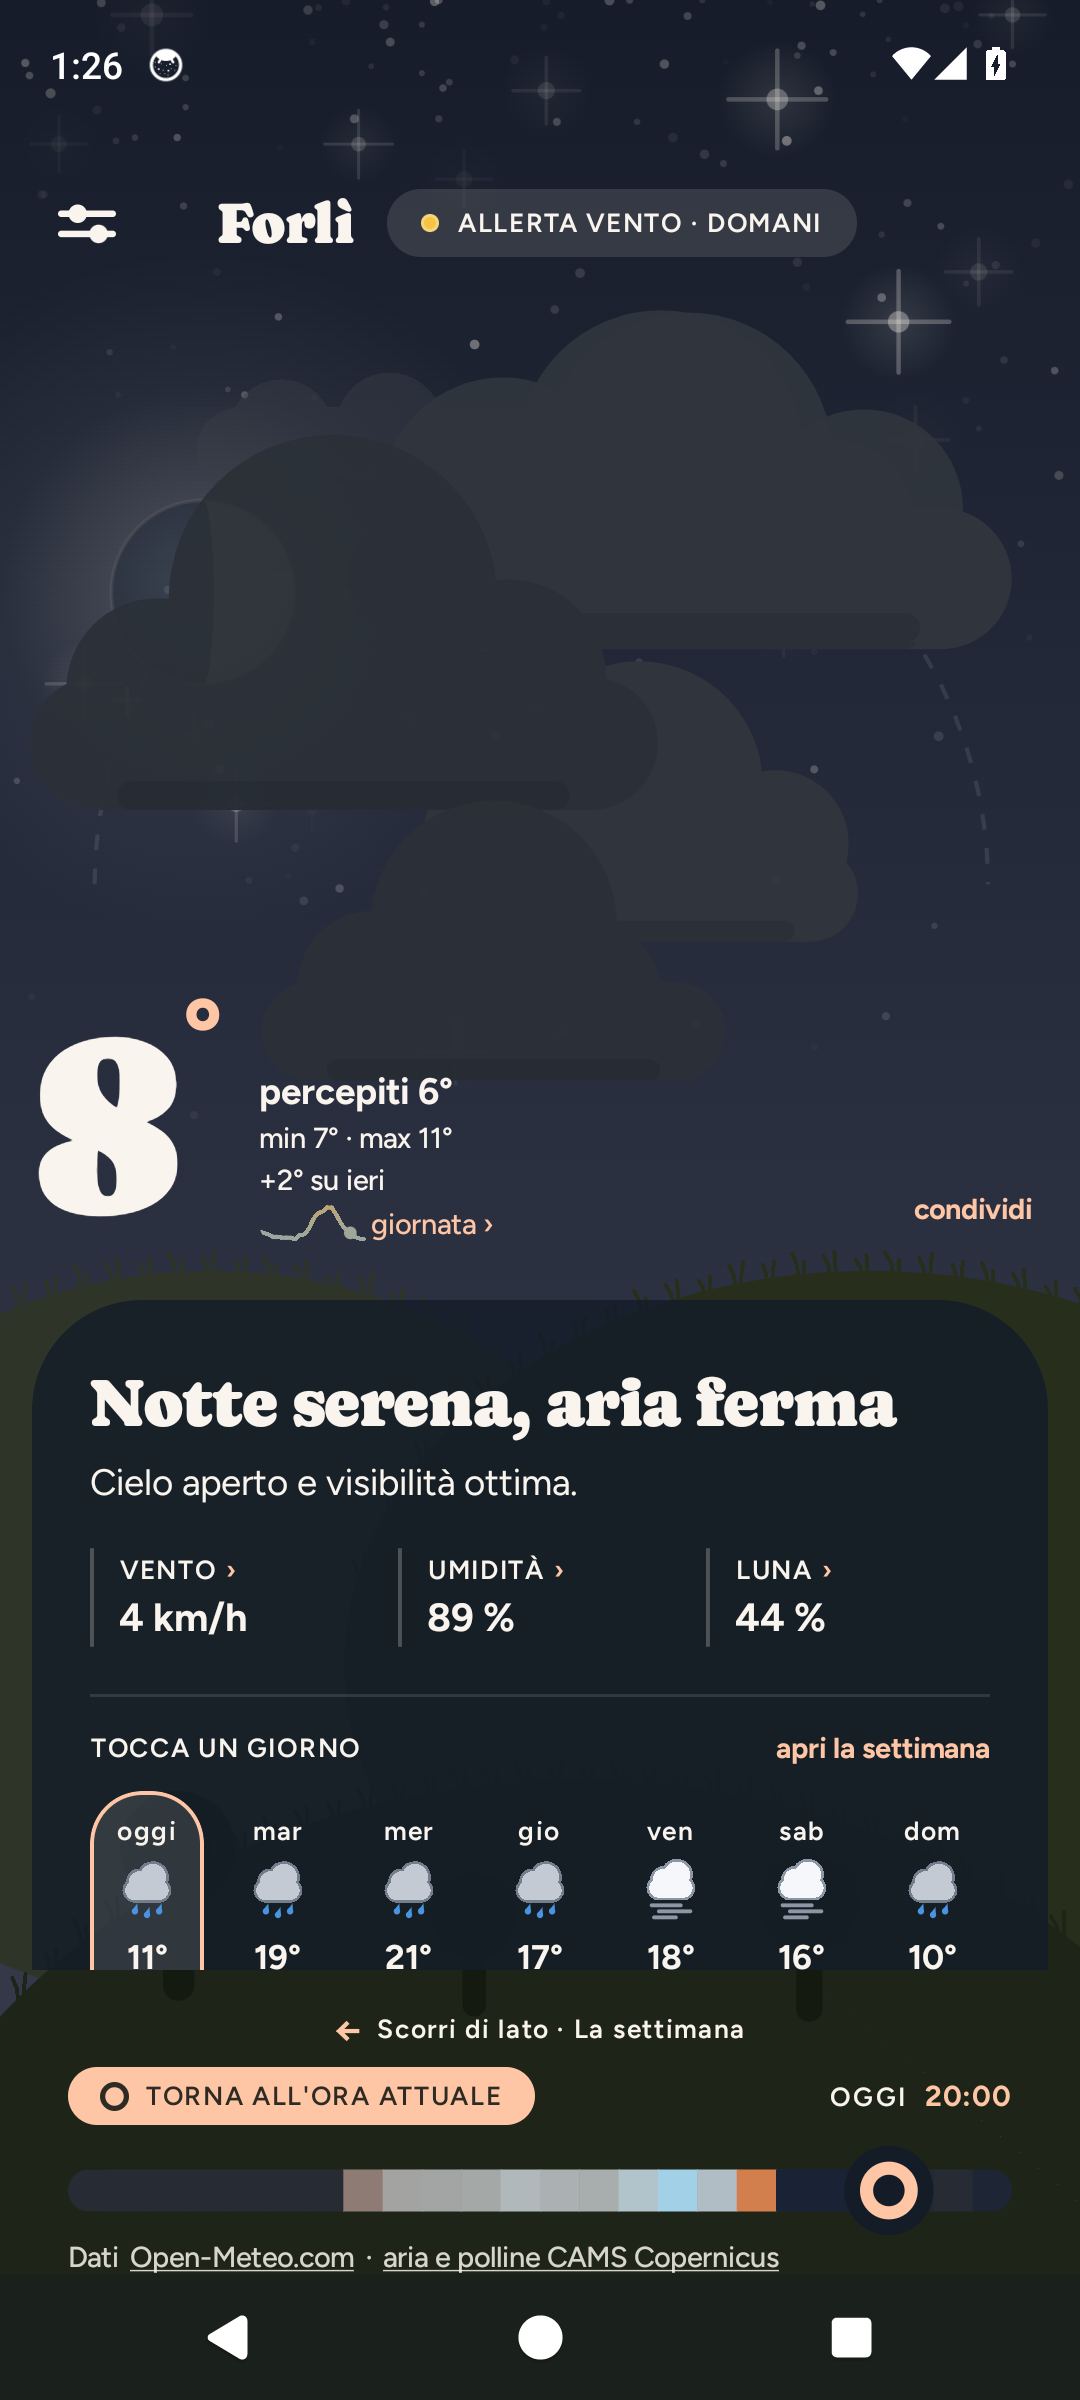 1:26
Forlì
ALLERTA VENTO · DOMANI
8°
percepiti 6°
min 7° · max 11°
+2° su ieri
giornata ›
condividi
Notte serena, aria ferma
Cielo aperto e visibilità ottima.
VENTO › UMIDITÀ › LUNA ›
4 km/h 89 % 44 %
TOCCA UN GIORNO apri la settimana
oggi mar mer gio ven sab dom
11° 19° 21° 17° 18° 16° 10°
← Scorri di lato · La settimana
TORNA ALL'ORA ATTUALE OGGI 20:00
Dati Open-Meteo.com · aria e polline CAMS Copernicus